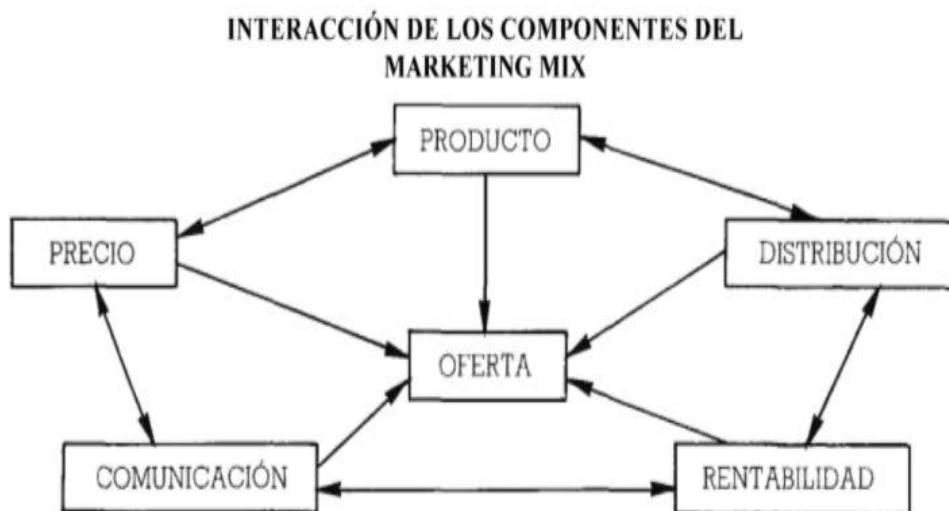 INTERACCIÓN DE LOS COMPONENTES DEL
MARKETING MIX
PRODUCTO
PRECIO
DISTRIBUCIÓN
OFERTA
COMUNICACIÓN
RENTABILIDAD